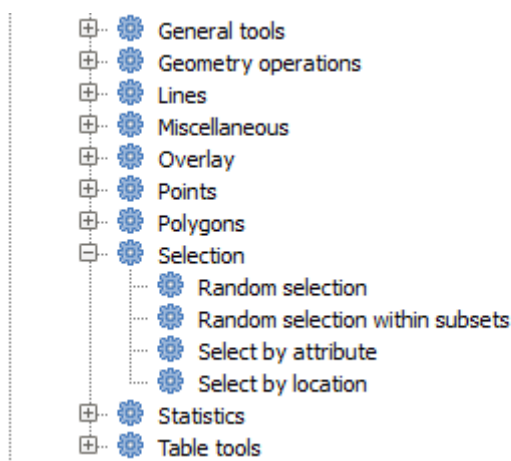 General tools
Geometry operations
Lines
Miscellaneous
Overlay
Points
Polygons
Selection
Random selection
Random selection within subsets
Select by attribute
Select by location
Statistics
Table tools